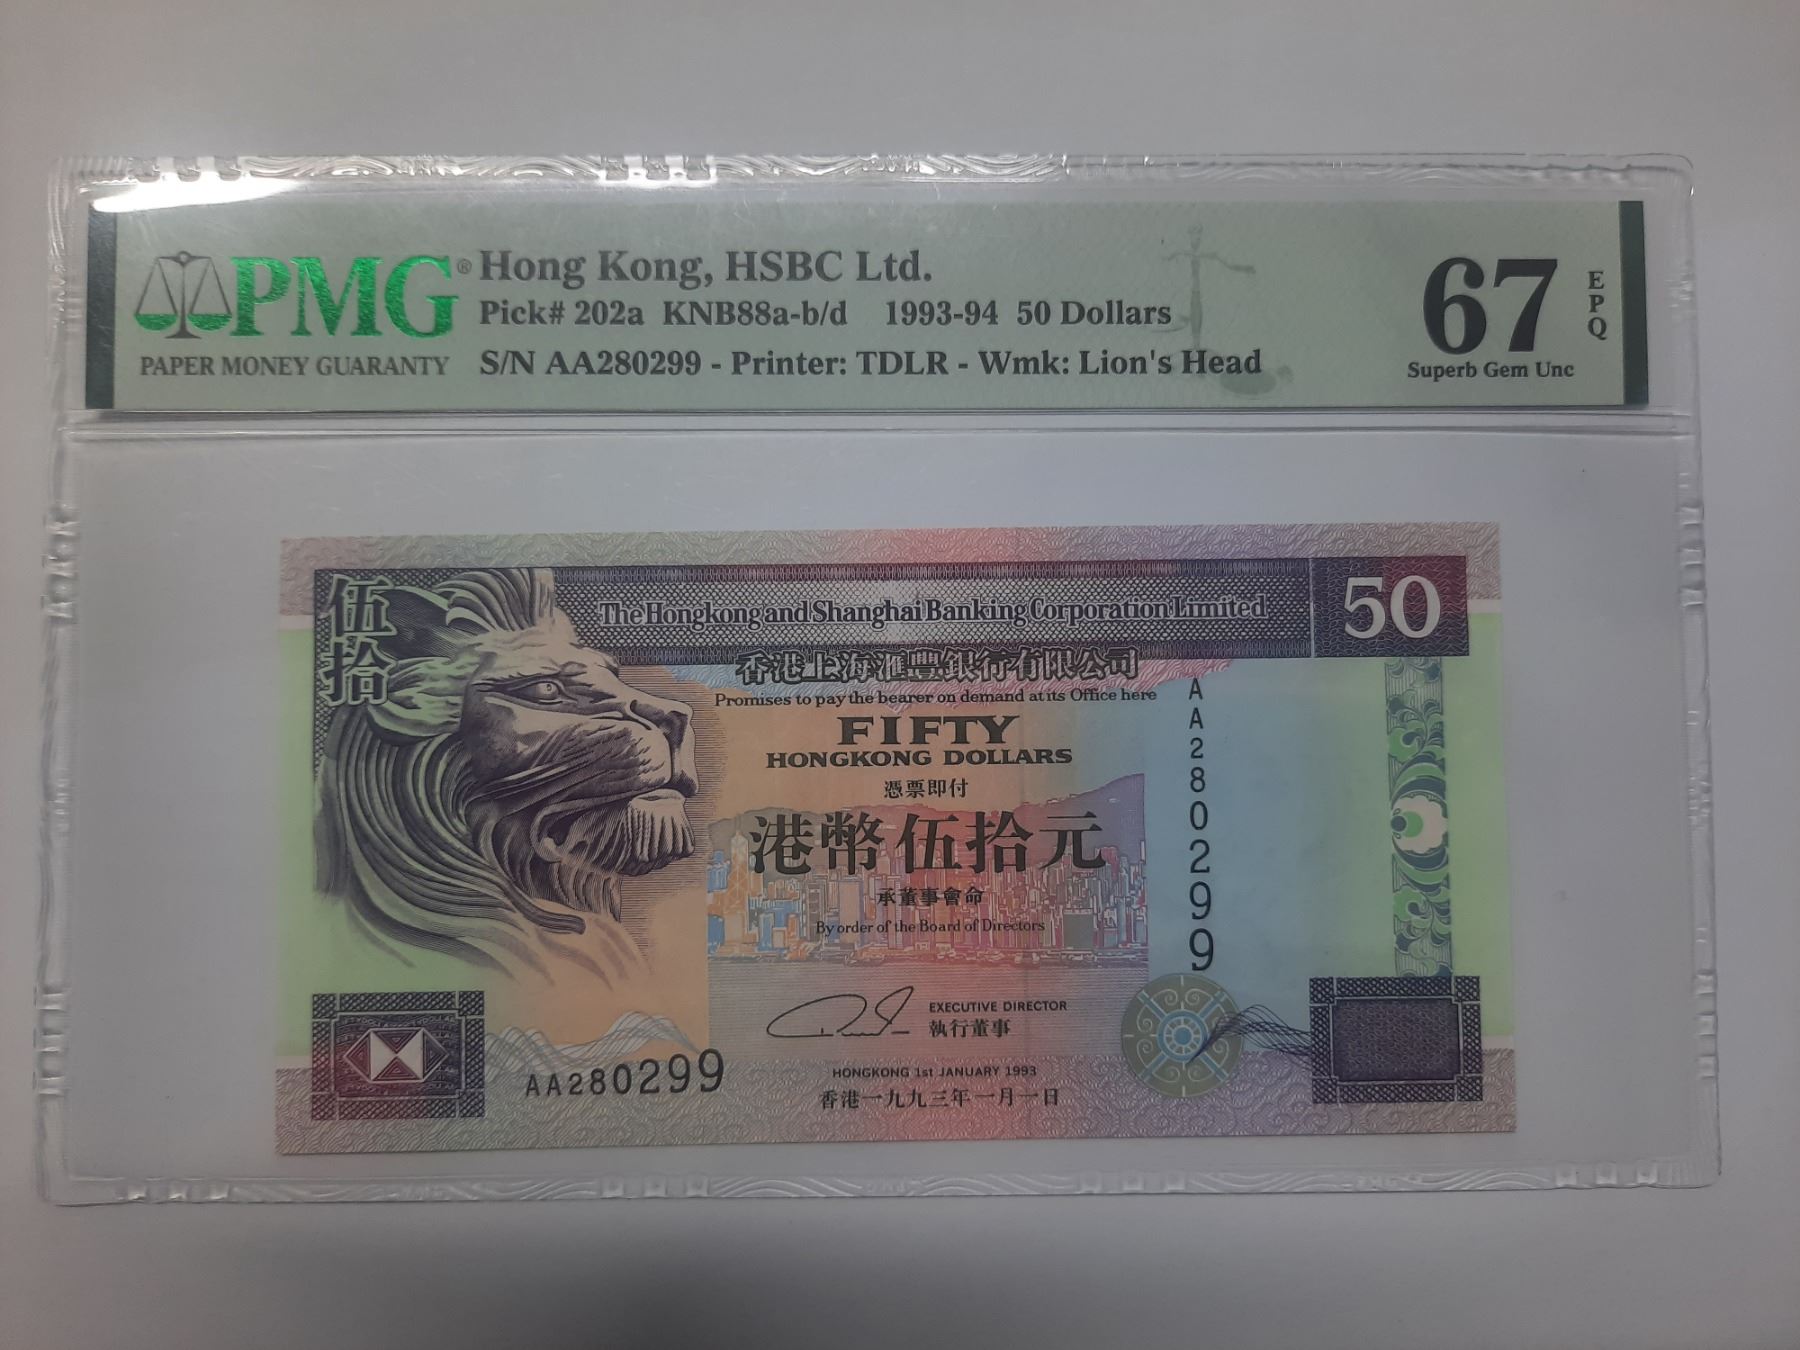 PMG®
PAPER MONEY GUARANTY
Hong Kong, HSBC Ltd.
Pick# 202a KNB88a-b/d 1993-94 50 Dollars
S/N AA280299 - Printer: TDLR - Wmk: Lion's Head
67
EPQ
Superb Gem Unc
伍拾
The Hongkong and Shanghai Banking Corporation Limited
50
香港上海滙豐銀行有限公司
Promises to pay the bearer on demand at its Office here
FIFTY
HONGKONG DOLLARS
憑票即付
港幣伍拾元
承董事會命
By order of the Board of Directors
AA280299
EXECUTIVE DIRECTOR
執行董事
AA280299
HONGKONG 1st JANUARY 1993
香港一九九三年一月一日